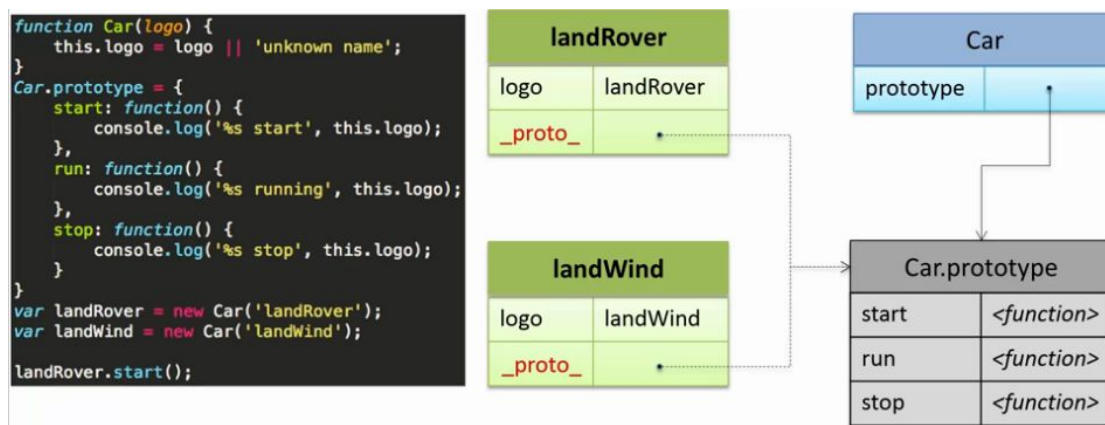 function Car(logo) {
    this.logo = logo || 'unknown name';
}
Car.prototype = {
    start: function() {
        console.log('%s start', this.logo);
    },
    run: function() {
        console.log('%s running', this.logo);
    },
    stop: function() {
        console.log('%s stop', this.logo);
    }
}
var landRover = new Car('landRover');
var landWind = new Car('landWind');

landRover.start();
landRover
logo landRover
_proto_
landWind
logo landWind
_proto_
Car
prototype
Car.prototype
start <function>
run <function>
stop <function>